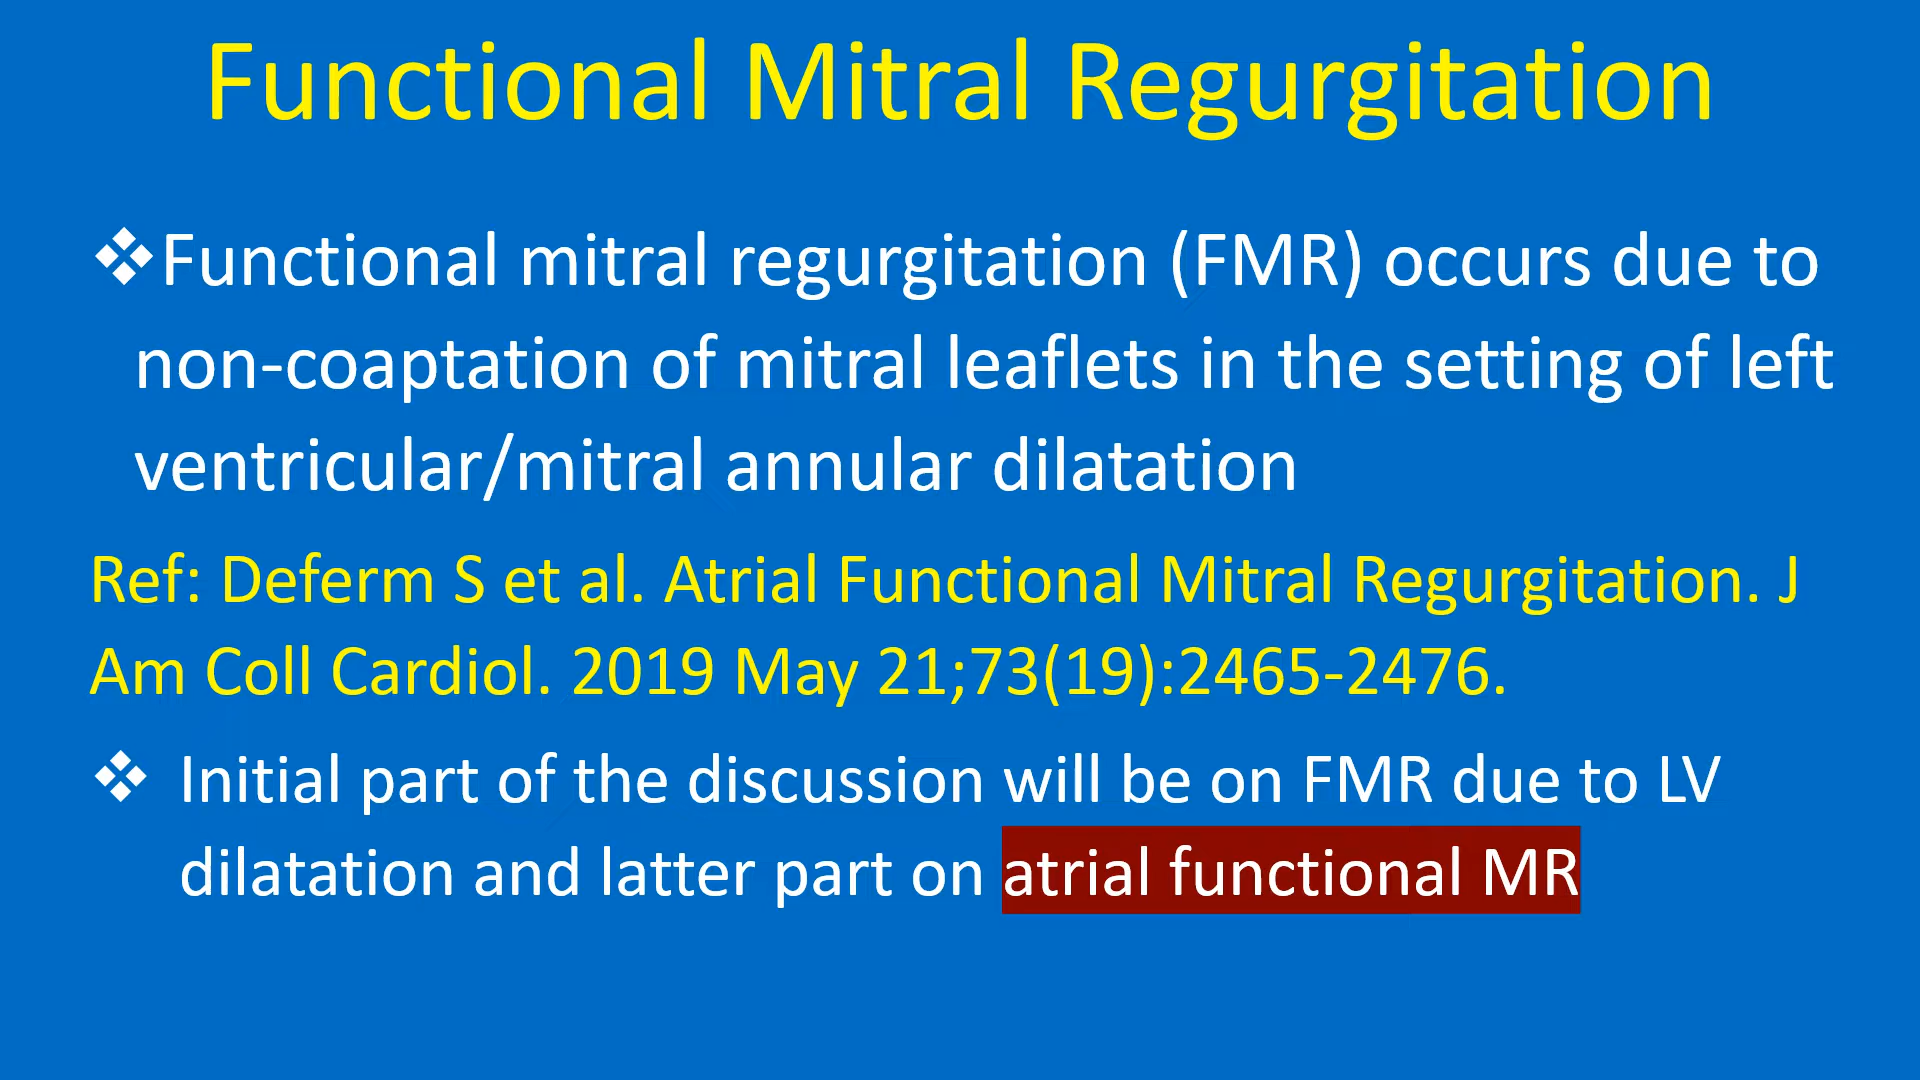 Functional Mitral Regurgitation
❖Functional mitral regurgitation (FMR) occurs due to
non-coaptation of mitral leaflets in the setting of left
ventricular/mitral annular dilatation
Ref: Deferm S et al. Atrial Functional Mitral Regurgitation. J
Am Coll Cardiol. 2019 May 21;73(19):2465-2476.
❖ Initial part of the discussion will be on FMR due to LV
dilatation and latter part on atrial functional MR